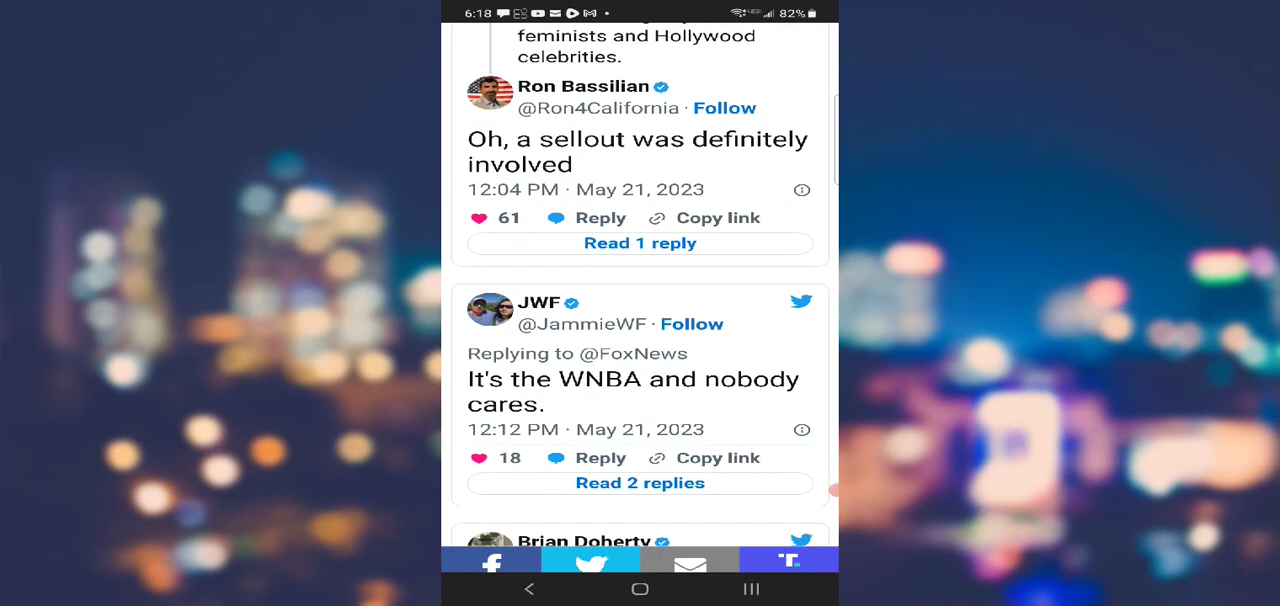 6:18 82%
feminists and Hollywood
celebrities.
Ron Bassilian
@Ron4California · Follow
Oh, a sellout was definitely
involved
12:04 PM · May 21, 2023
61 Reply Copy link
Read 1 reply
JWF
@JammieWF · Follow
Replying to @FoxNews
It's the WNBA and nobody
cares.
12:12 PM · May 21, 2023
18 Reply Copy link
Read 2 replies
Brian Doherty